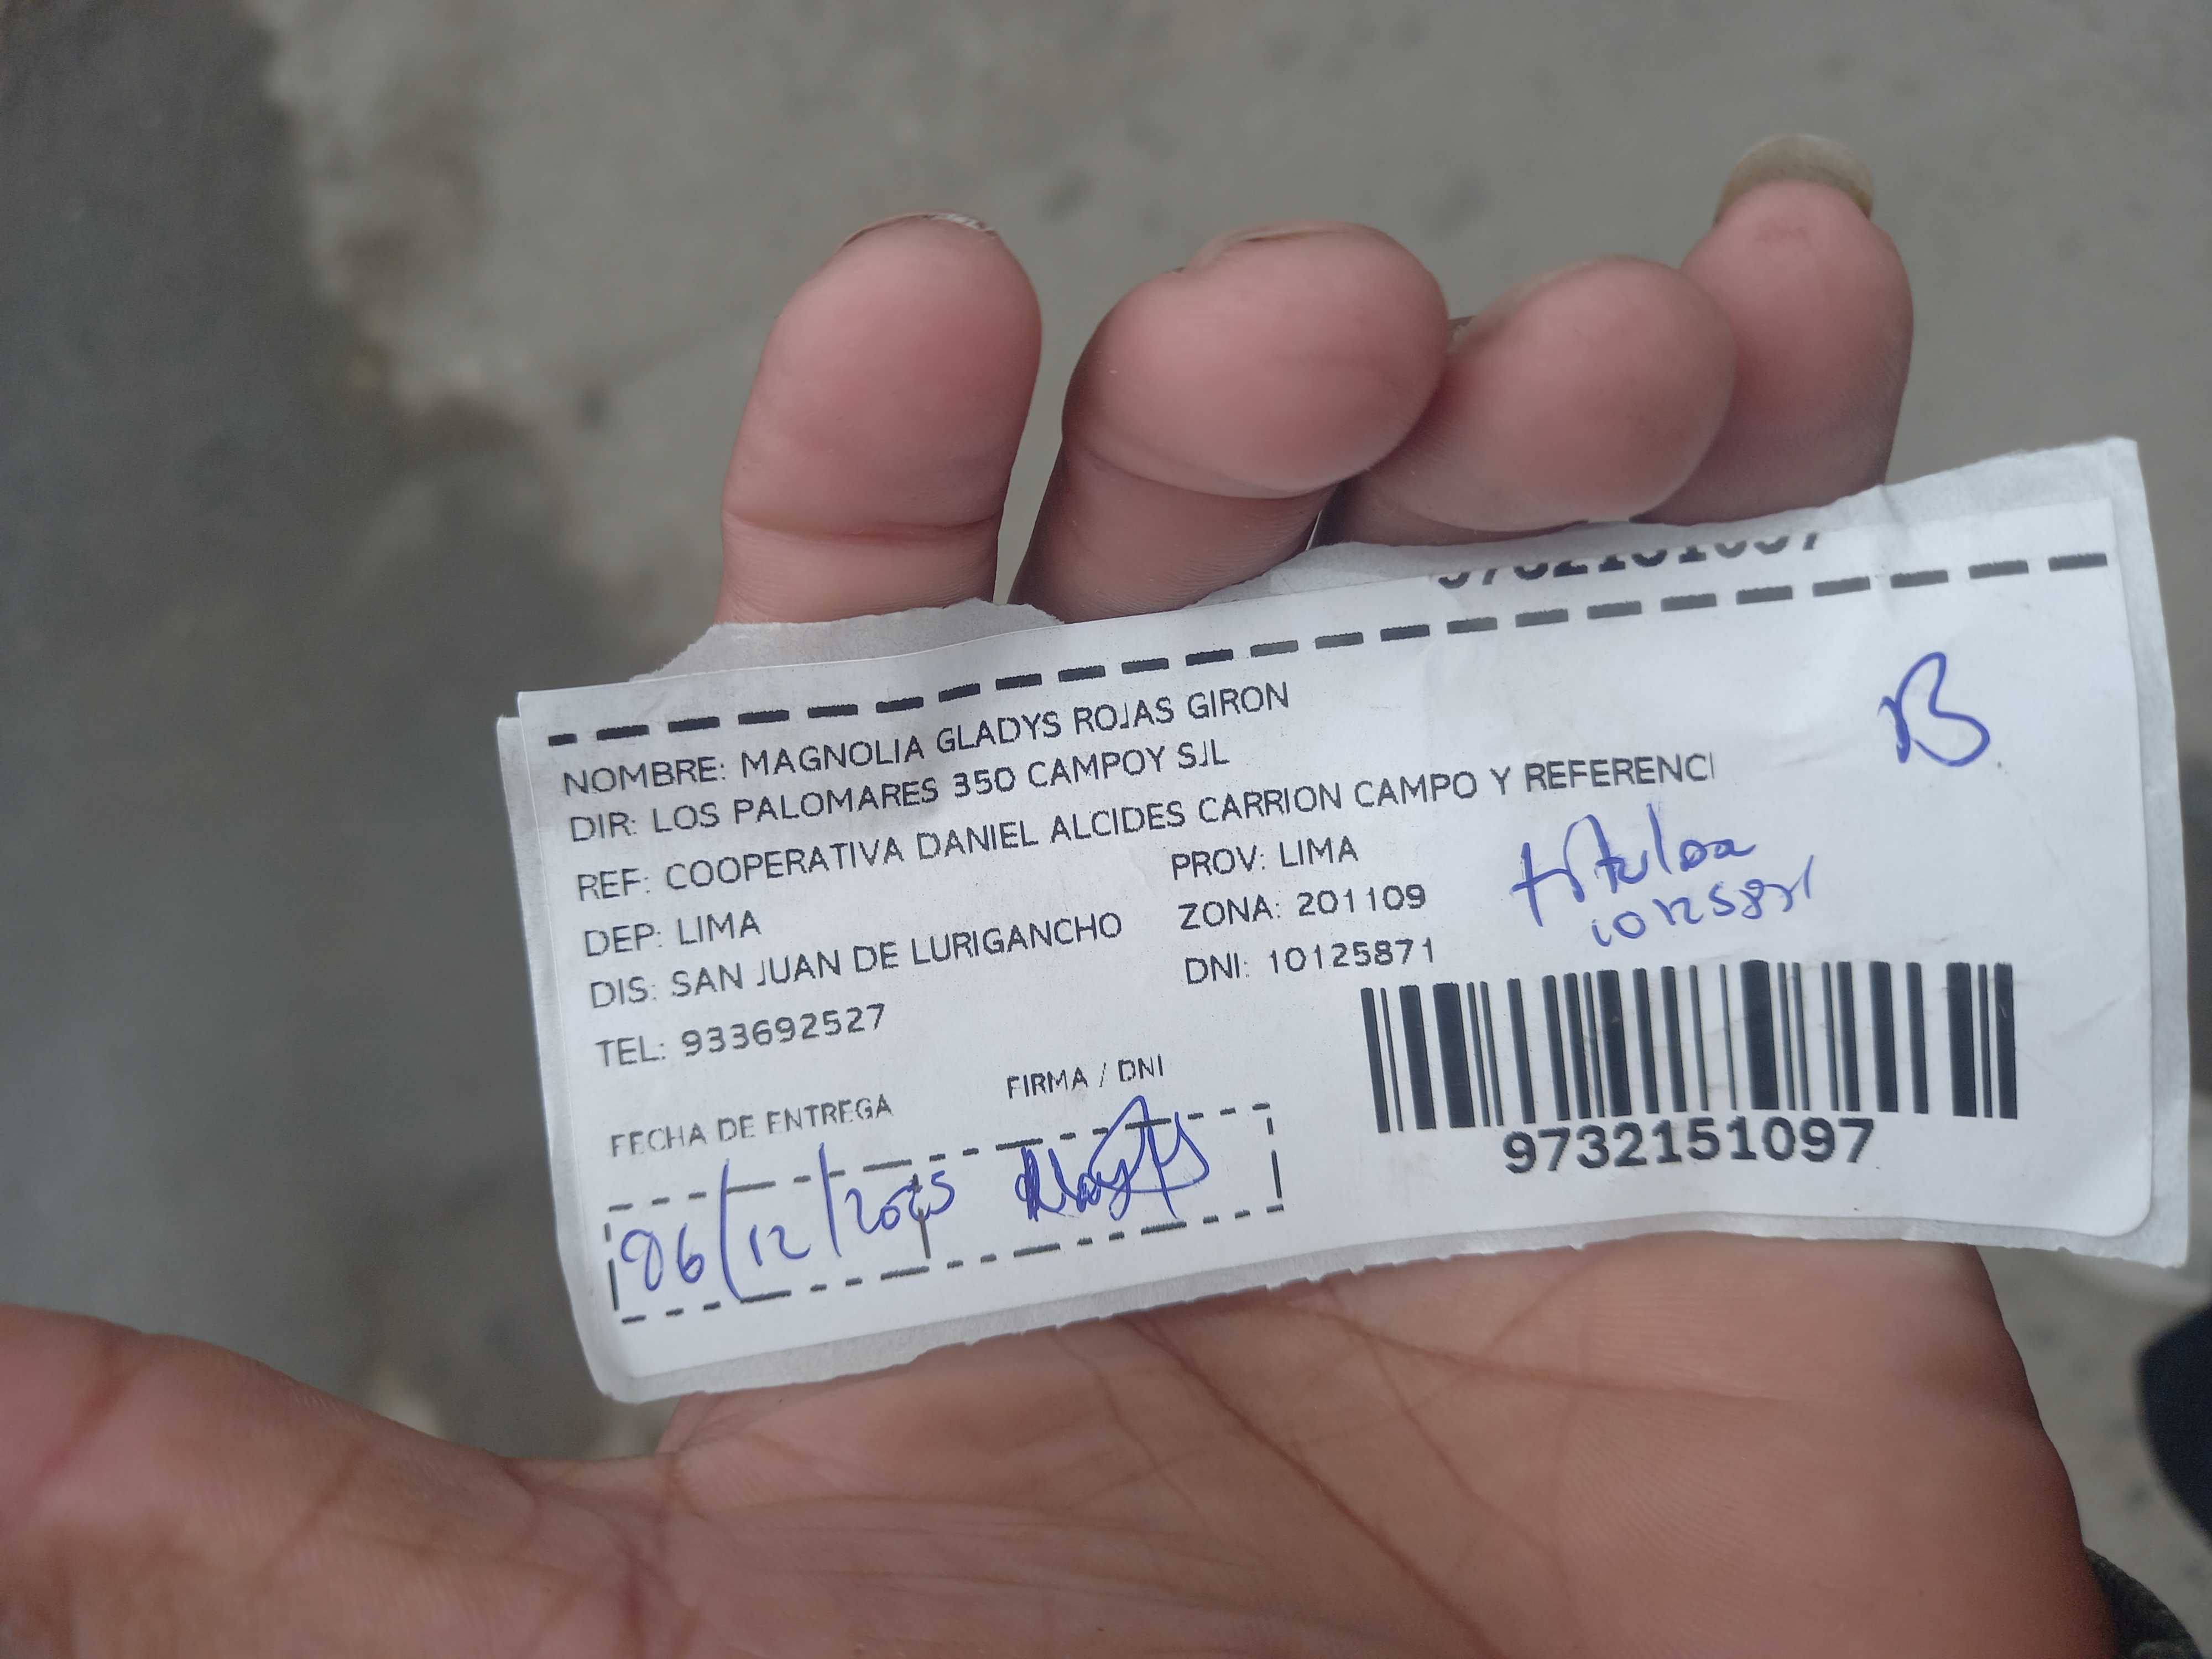 NOMBRE: MAGNOLIA GLADYS ROJAS GIRON
DIR: LOS PALOMARES 350 CAMPOY SJL
REF: COOPERATIVA DANIEL ALCIDES CARRION CAMPO Y REFERENCI
DEP: LIMA PROV: LIMA
DIS: SAN JUAN DE LURIGANCHO ZONA: 201109
TEL: 933692527 DNI: 10125871
B
titular
10125871
FECHA DE ENTREGA FIRMA / DNI
06/12/2025
9732151097